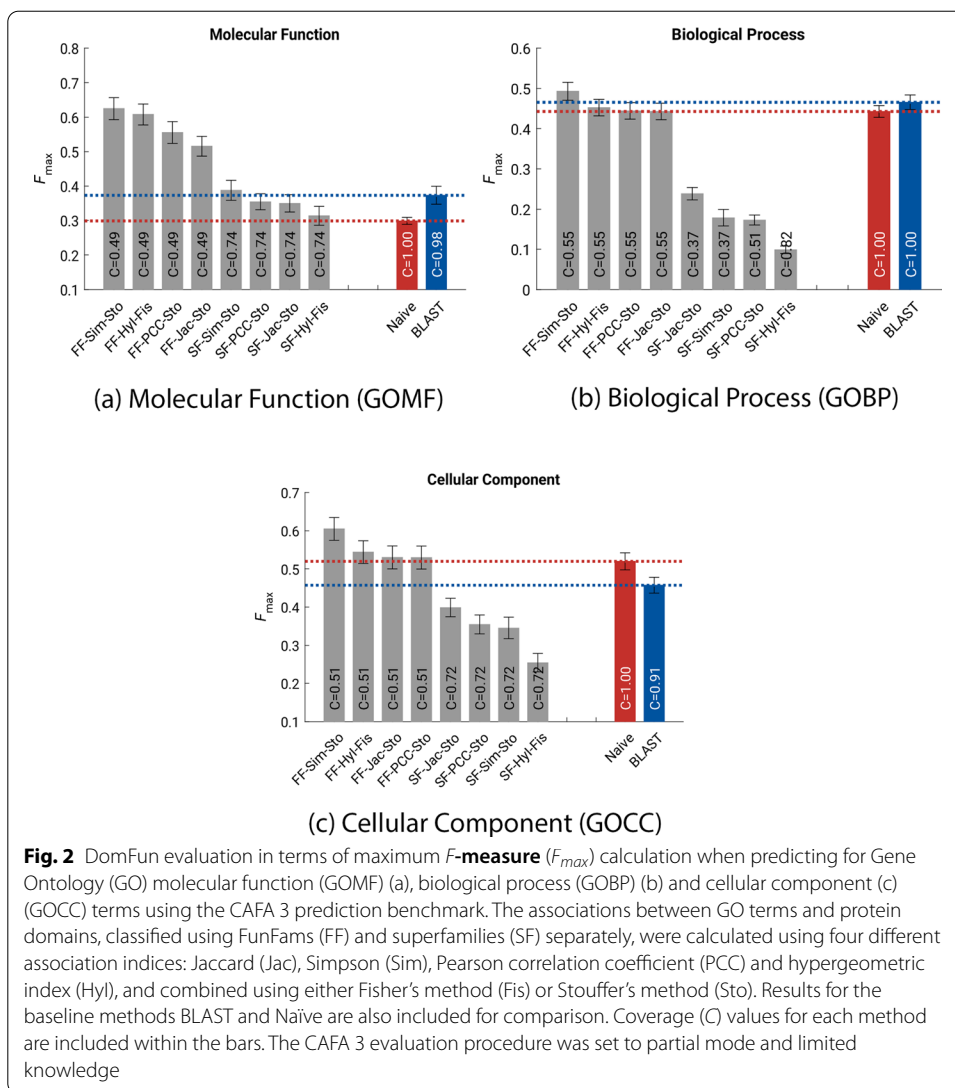 Molecular Function
0.8
0.7
0.6
0.5
0.4
0.3
0.2
0.1
F max
C=0.49
C=0.49
C=0.49
C=0.49
C=0.74
C=0.74
C=0.74
C=0.74
C=1.00
C=0.98
FF-Sim-Sto
FF-Hyl-Fis
FF-PCC-Sto
FF-Jac-Sto
SF-Sim-Sto
SF-PCC-Sto
SF-Jac-Sto
SF-Hyl-Fis
Naive
BLAST
(a) Molecular Function (GOMF)
Biological Process
0.6
0.5
0.4
0.3
0.2
0.1
0
F max
C=0.55
C=0.55
C=0.55
C=0.55
C=0.37
C=0.37
C=0.51
C=1.00
C=1.00
FF-Sim-Sto
FF-Hyl-Fis
FF-PCC-Sto
FF-Jac-Sto
SF-Jac-Sto
SF-Sim-Sto
SF-PCC-Sto
SF-Hyl-Fis
Naive
BLAST
(b) Biological Process (GOBP)
Cellular Component
0.7
0.6
0.5
0.4
0.3
0.2
0.1
F max
C=0.51
C=0.51
C=0.51
C=0.51
C=0.72
C=0.72
C=0.72
C=0.72
C=1.00
C=0.91
FF-Sim-Sto
FF-Hyl-Fis
FF-Jac-Sto
FF-PCC-Sto
SF-Jac-Sto
SF-PCC-Sto
SF-Sim-Sto
SF-Hyl-Fis
Naive
BLAST
(c) Cellular Component (GOCC)
Fig. 2 DomFun evaluation in terms of maximum F-measure (Fmax) calculation when predicting for Gene
Ontology (GO) molecular function (GOMF) (a), biological process (GOBP) (b) and cellular component (c)
(GOCC) terms using the CAFA 3 prediction benchmark. The associations between GO terms and protein
domains, classified using FunFams (FF) and superfamilies (SF) separately, were calculated using four different
association indices: Jaccard (Jac), Simpson (Sim), Pearson correlation coefficient (PCC) and hypergeometric
index (HyI), and combined using either Fisher's method (Fis) or Stouffer's method (Sto). Results for the
baseline methods BLAST and Naïve are also included for comparison. Coverage (C) values for each method
are included within the bars. The CAFA 3 evaluation procedure was set to partial mode and limited
knowledge